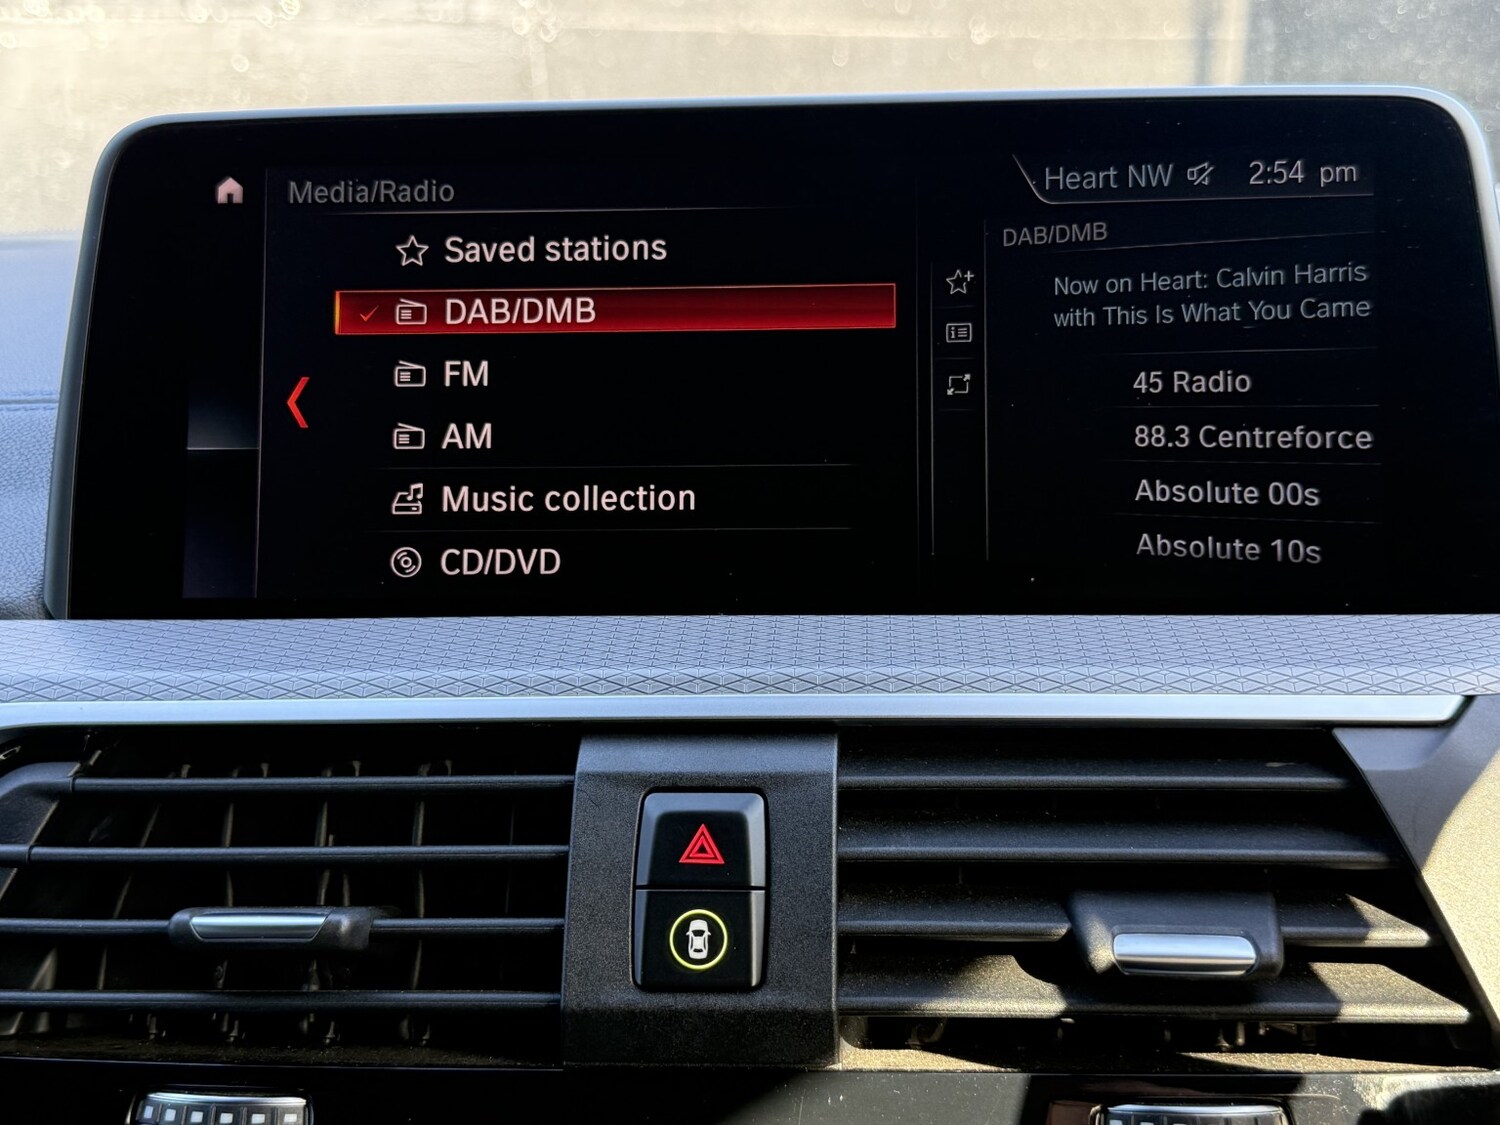 Media/Radio
Heart NW 2:54 pm
Saved stations
DAB/DMB
FM
AM
Music collection
CD/DVD
DAB/DMB
Now on Heart: Calvin Harris
with This Is What You Came
45 Radio
88.3 Centreforce
Absolute 00s
Absolute 10s